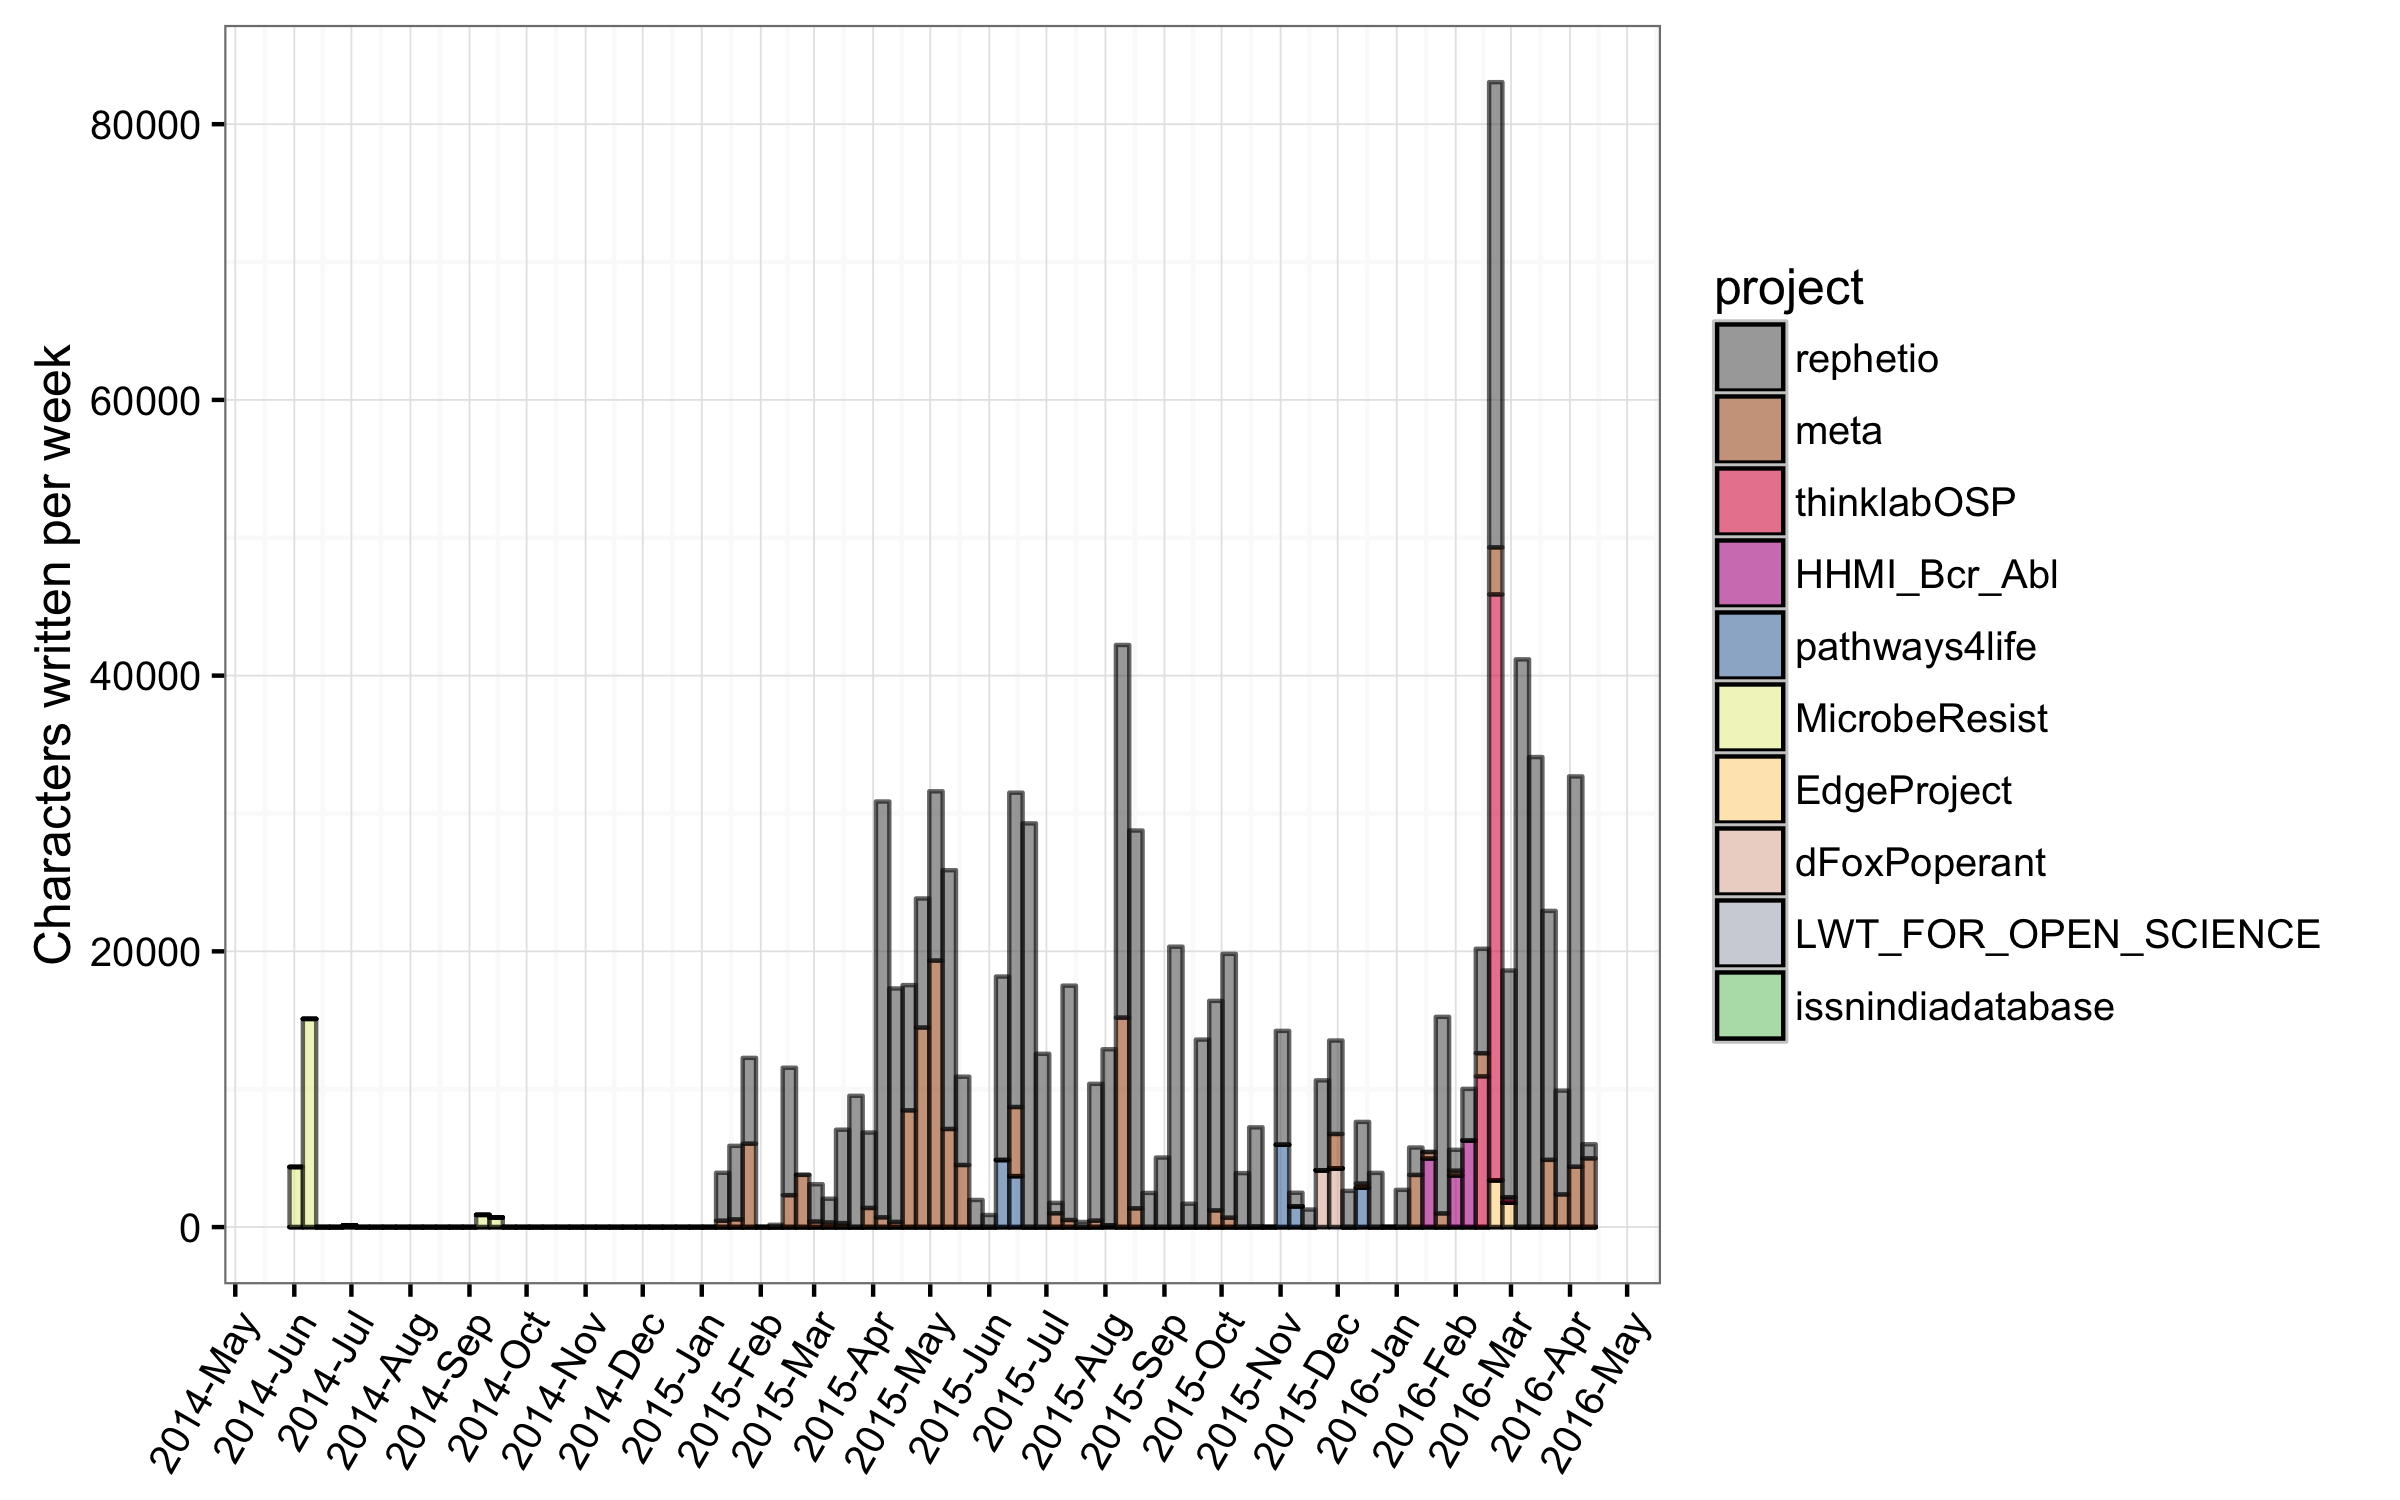 Characters written per week
80000
60000
40000
20000
0
2014-May
2014-Jun
2014-Jul
2014-Aug
2014-Sep
2014-Oct
2014-Nov
2014-Dec
2015-Jan
2015-Feb
2015-Mar
2015-Apr
2015-May
2015-Jun
2015-Jul
2015-Aug
2015-Sep
2015-Oct
2015-Nov
2015-Dec
2016-Jan
2016-Feb
2016-Mar
2016-Apr
2016-May
project
rephetio
meta
thinklabOSP
HHMI_Bcr_Abl
pathways4life
MicrobeResist
EdgeProject
dFoxPoperant
LWT_FOR_OPEN_SCIENCE
issnindiadatabase